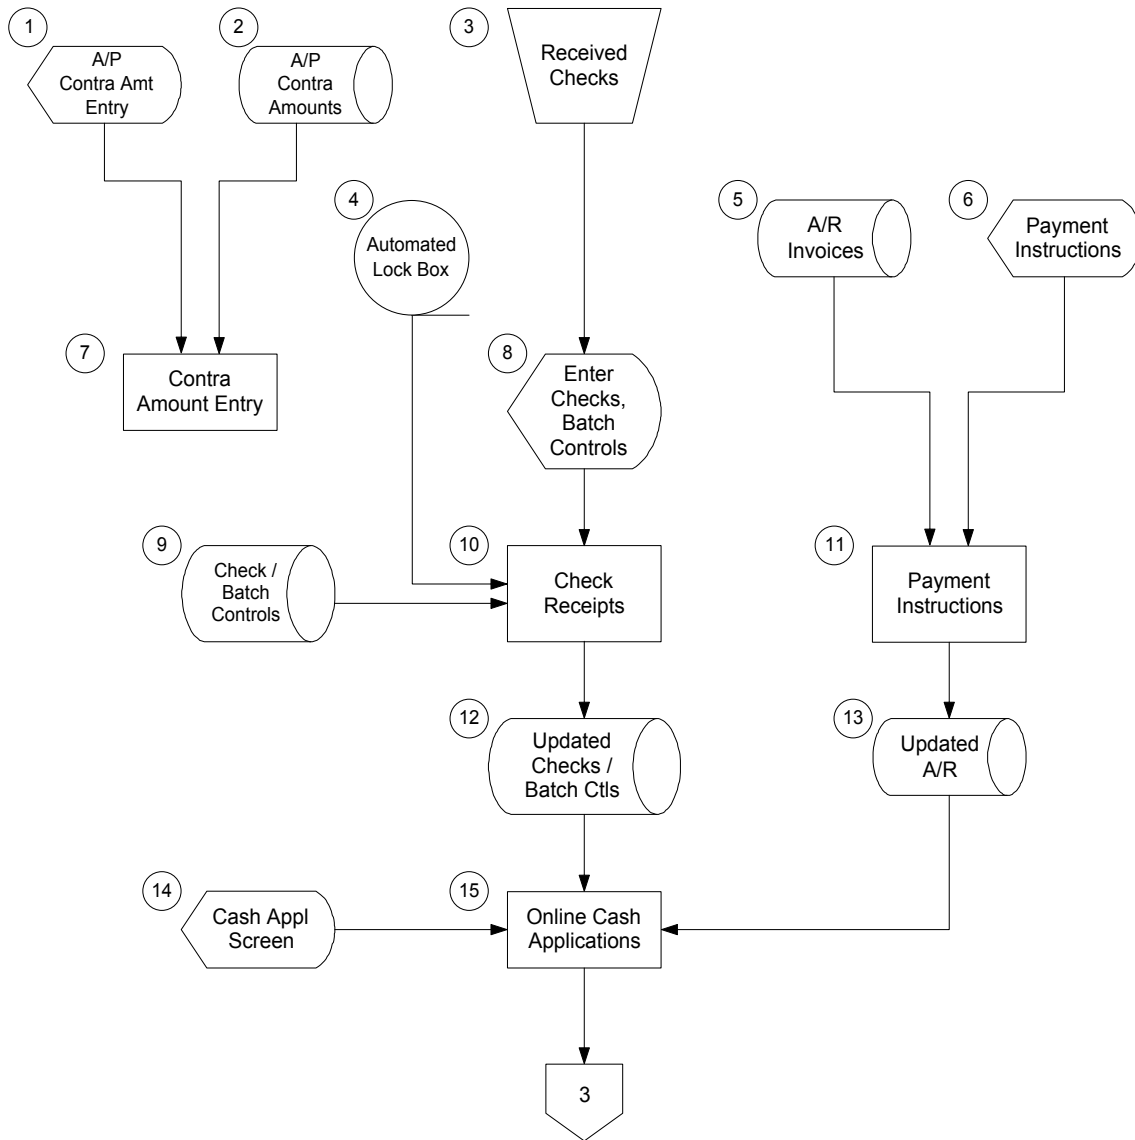 1
A/P
Contra Amt
Entry
2
A/P
Contra
Amounts
3
Received
Checks
4
Automated
Lock Box
5
A/R
Invoices
6
Payment
Instructions
7
Contra
Amount Entry
8
Enter
Checks,
Batch
Controls
9
Check /
Batch
Controls
10
Check
Receipts
11
Payment
Instructions
12
Updated
Checks /
Batch Ctls
13
Updated
A/R
14
Cash Appl
Screen
15
Online Cash
Applications
3